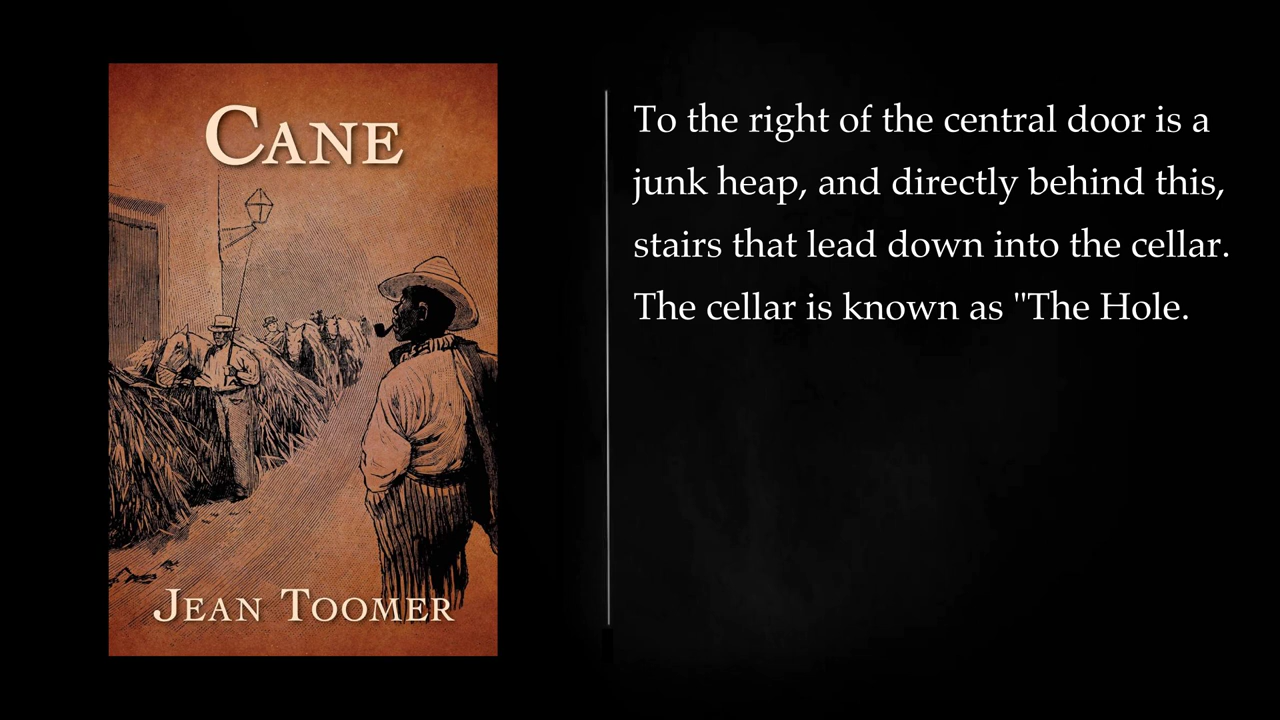 CANE
JEAN TOOMER
To the right of the central door is a
junk heap, and directly behind this,
stairs that lead down into the cellar.
The cellar is known as "The Hole.